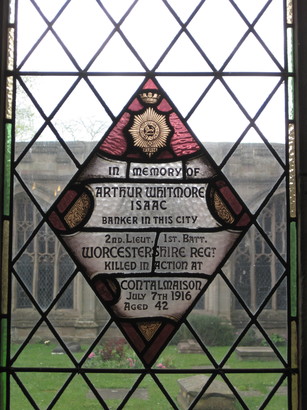 IN MEMORY OF
ARTHUR WHITMORE
ISAAC
BANKER IN THIS CITY
2ND. LIEUT. 1ST. BATT.
WORCESTERSHIRE REGT.
KILLED IN ACTION AT
CONTALMAISON
JULY 7TH 1916
AGED 42